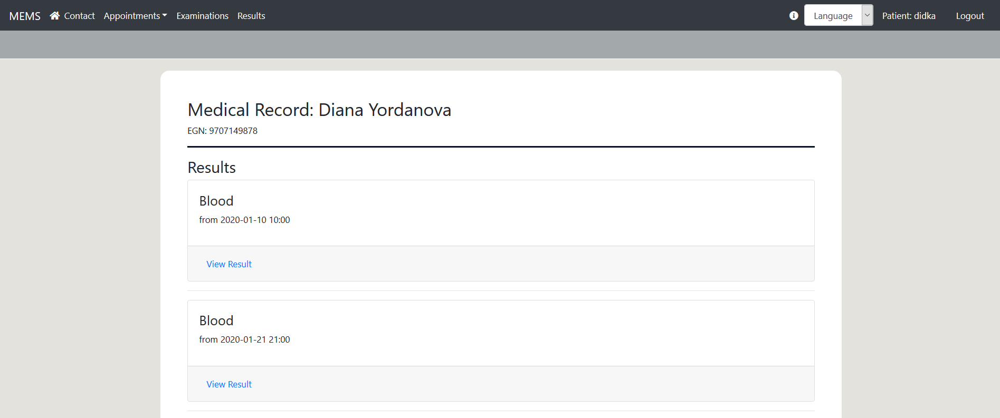 MEMS Contact Appointments Examinations Results Language Patient: didka Logout
Medical Record: Diana Yordanova
EGN: 9707149878
Results
Blood
from 2020-01-10 10:00
View Result
Blood
from 2020-01-21 21:00
View Result